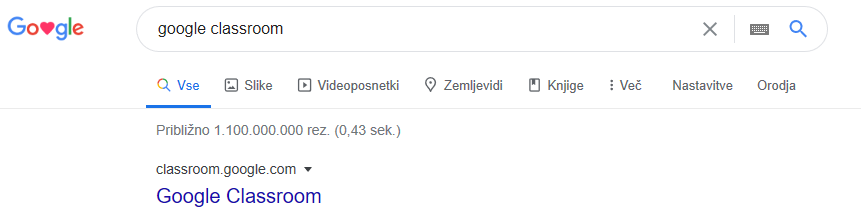 Google google classroom
Vse Slike Videoposnetki Zemljevidi Knjige Več Nastavitve Orodja
Približno 1.100.000.000 rez. (0,43 sek.)
classroom.google.com
Google Classroom